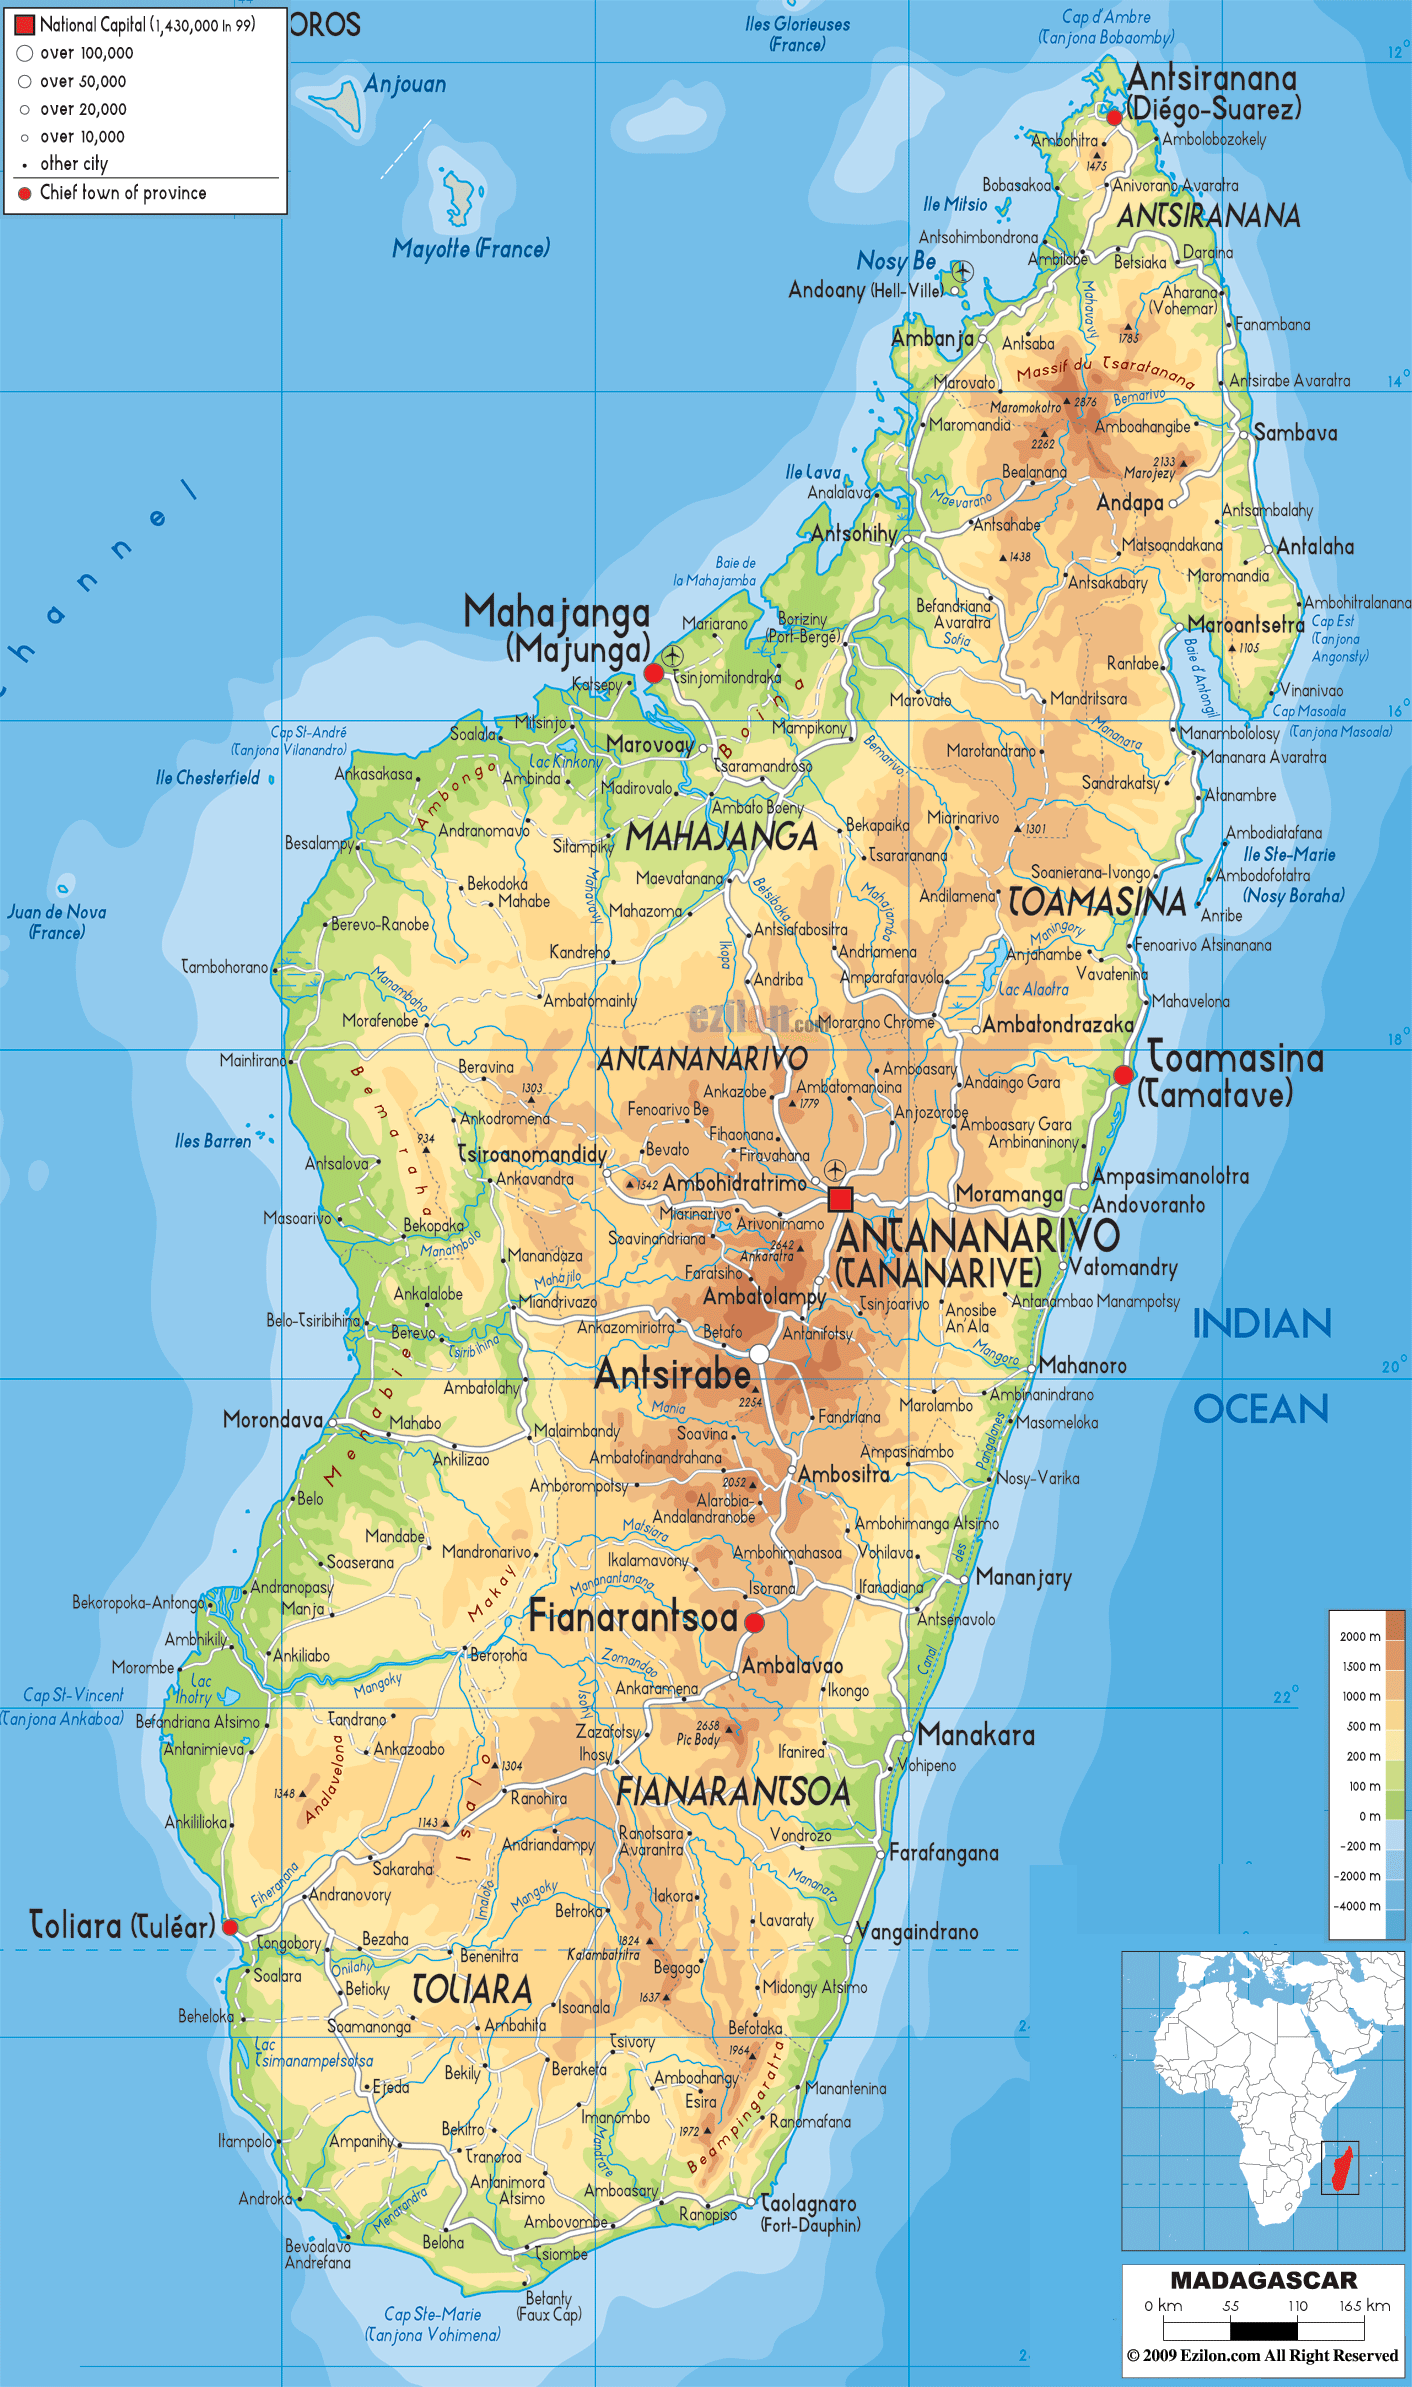 National Capital (1,430,000 In 99)
over 100,000
over 50,000
over 20,000
over 10,000
other city
Chief town of province
OROS
Anjouan
Mayotte (France)
Iles Glorieuses
(France)
Cap d'Ambre
(Tanjona Bobaomby)
12°
Antsiranana
(Diégo-Suarez)
Ambohitra
1475
Ambolobozokely
Bobasakoa
Anivorano Avaratra
Ile Mitsio
ANTSIRANANA
Antsohimbondrona
Ambilobe
Betsiaka
Daraina
Nosy Be
Andoany (Hell-Ville)
Mahavavy
Aharana
(Vohemar)
Fanambana
1785
Ambanja
Antsaba
Massif du Tsaratanana
Marovato
Antsirabe Avaratra
14°
Maromokotro
2876
Bemarivo
Maromandia
2262
Amboahangibe
Sambava
2133
Marojezy
Ile Lava
Bealanana
Analalava
Maevarano
Andapa
Antsambalahy
Antsohihy
Antsahabe
Matsoandakana
Antalaha
1438
Baie de
la Mahajamba
Antsakabary
Maromandia
Mahajanga
(Majunga)
Mariarano
Boriziny
(Port-Bergé)
Befandriana
Avaratra
Sofia
Ambohitralanana
Cap Est
(Tanjona
Angonsty)
Maroantsetra
1105
Rantabe
Baie d'Antongil
Katsepy
Tsinjomitondraka
Boina
Marovato
Mandritsara
Vinanivao
Cap Masoala
(Tanjona Masoala)
16°
Mitsinjo
Soalala
Cap St-André
(Tanjona Vilanandro)
Marovoay
Mampikony
Bemarivo
Marotandrano
Mananara
Manambololosy
Mananara Avaratra
Ile Chesterfield
Ankasakasa
Ambongo
Lac Kinkony
Ambinda
Tsaramandroso
Madirovalo
Sandrakatsy
Ambato Boeny
Atanambre
Andranomavo
Sitampiky
MAHAJANGA
Bekapaika
Miarinarivo
1301
Ambodiatafana
Besalampy
Tsararanana
Ile Ste-Marie
Soanierana-Ivongo
Ambodofotatra
(Nosy Boraha)
Bekodoka
Mahabe
Mahavavy
Maevatanana
Betsiboka
Mahajamba
Andilamena
TOAMASINA
Mahazoma
Anribe
Juan de Nova
(France)
Berevo-Ranobe
Antsiafabositra
Maningory
Fenoarivo Atsinanana
Ikopa
Andriamena
Anjahambe
Vavatenina
Kandreho
Tambohorano
Manambaho
Andriba
Amparafaravola
Lac Alaotra
Ambatomainty
Mahavelona
ezilon.com
Morafenobe
Morarano Chrome
Ambatondrazaka
18°
ANTANANARIVO
Maintirano
Beravina
Amboasary
Toamasina
(Tamatave)
Bemaraha
1303
Ankazobe
Ambatomanoina
Andaingo Gara
1779
Fenoarivo Be
Anjozorobe
Ankodromena
Fihaonana
Amboasary Gara
Iles Barren
934
Tsiroanomandidy
Bevato
Firavahana
Ambinaninony
Antsalova
Ankavandra
1542
Ambohidratrimo
Ampasimanolotra
Moramanga
Masoarivo
Miarinarivo
Arivonimamo
Andovoranto
Bekopaka
Soavinandriana
ANTANANARIVO
(TANANARIVE)
Manambolo
Manandaza
2642
Ankaratra
Faratsiho
Mahajilo
Vatomandry
Ankalalobe
Miandrivazo
Ambatolampy
Tsinjoarivo
Anosibe
An'Ala
Antanambao Manampotsy
Belo-Tsiribihina
Berevo
Tsiribihina
Ankazomiriotra
Betafo
Antanifotsy
INDIAN
OCEAN
Menabie
Antsirabe
Mangoro
Mahanoro
20°
Ambatolahy
2254
Ambinanindrano
Mania
Marolambo
Morondava
Mahabo
Malaimbandy
Fandriana
Masomeloka
Soavina
Ankilizao
Ambatofinandrahana
Ampasinambo
Pangalanes
Amborompotsy
2052
Ambositra
Nosy-Varika
Belo
Alarobia-
Andalandranobe
Matsiara
Ambohimanga Atsimo
Mandabe
Mandronarivo
Ikalamavony
Ambohimahasoa
Vohilava
des
Soaserana
Makay
Mananantanang
Mananjary
Andranopasy
Isorana
Ifanadiana
Bekoropoka-Antongo
Manja
Fianarantsoa
Antsenavolo
Ambhikily
Ankiliabo
Beroroha
Zomandao
Canal
Morombe
Ambalavao
Lac
Ihotry
Mangoky
Ankaramena
Ikongo
Cap St-Vincent
(Tanjona Ankaboa)
22°
Befandriana Atsimo
Tandrano
Isohy
2658
Pic Body
Zazafotsy
Manakara
Antanimieva
Ankazoabo
Ihosy
Ifanirea
Vohipeno
1304
Analavelona
Isalo
1348
Ranohira
FIANARANTSOA
Ankililioka
1143
Andriandampy
Ranotsara
Avarantra
Vondrozo
Farafangana
Sakaraha
Fiheranana
Andranovory
Imaloto
Mangoky
Iakora
Mananara
Toliara (Tuléar)
Betroka
Lavaraty
Tongobory
Bezaha
Benenitra
1824
Kalambathitra
Vangaindrano
Soalara
Onilahy
Betioky
TOLIARA
Begogo
Midongy Atsimo
1637
Beheloka
Soamanonga
Isoanala
Ambahita
Befotaka
Lac
Tsimanampetsotsa
Tsivory
1964
Bekily
Beraketa
Ejeda
Amboahangy
Esira
Manantenina
Imanombo
Beampingaratra
Itampolo
Bekitro
Ampanihy
Ranomafana
Mandrare
1972
Tranoroa
Antanimora
Atsimo
Androka
Amboasary
Taolagnaro
(Fort-Dauphin)
Menarandra
Ranopiso
Beloha
Ambovombe
Bevoalavo
Andrefana
Tsiombe
Betanty
(Faux Cap)
Cap Ste-Marie
(Tanjona Vohimena)
2000 m
1500 m
1000 m
500 m
200 m
100 m
0 m
-200 m
-2000 m
-4000 m
MADAGASCAR
0 km 55 110 165 km
© 2009 Ezilon.com All Right Reserved